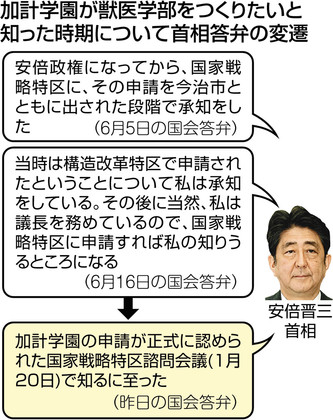 加計学園が獣医学部をつくりたいと
知った時期について首相答弁の変遷
安倍政権になってから、国家戦
略特区に、その申請を今治市と
ともに出された段階で承知をし
た
(6月5日の国会答弁)
当時は構造改革特区で申請され
たということについて私は承知
をしている。その後に当然、私は
議長を務めているので、国家戦
略特区に申請すれば私の知りう
るところになる
(6月16日の国会答弁)
加計学園の申請が正式に認めら
れた国家戦略特区諮問会議(1月
20日)で知るに至った
(昨日の国会答弁)
安倍晋三
首相